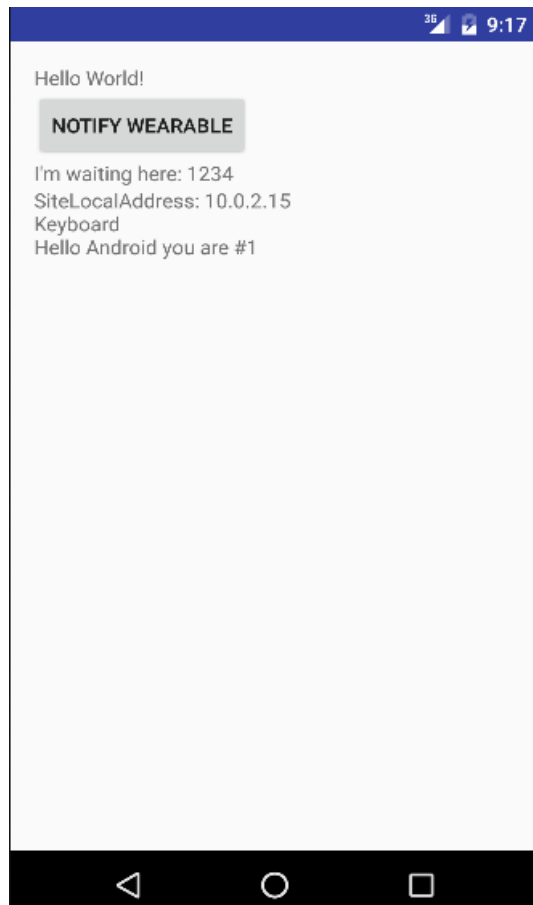 3G 9:17
Hello World!
NOTIFY WEARABLE
I'm waiting here: 1234
SiteLocalAddress: 10.0.2.15
Keyboard
Hello Android you are #1